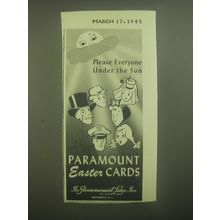 MARCH 17, 1945
Please Everyone
Under the Sun
PARAMOUNT
Easter CARDS
The Paramount Line, Inc.